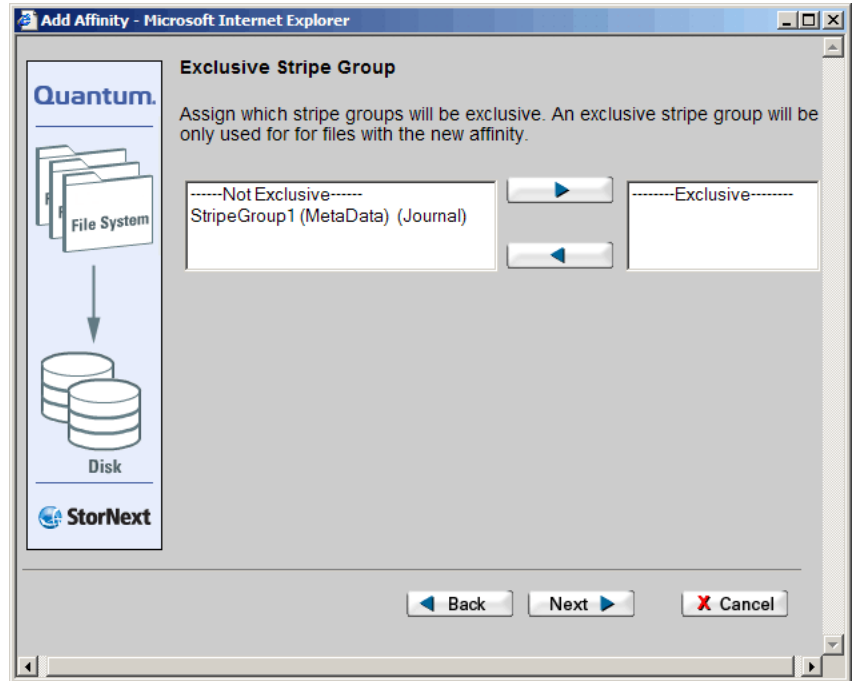 Add Affinity - Microsoft Internet Explorer
Quantum.
File System
Disk
StorNext
Exclusive Stripe Group
Assign which stripe groups will be exclusive. An exclusive stripe group will be
only used for for files with the new affinity.
------Not Exclusive------
StripeGroup1 (MetaData) (Journal)
--------Exclusive--------
Back
Next
X Cancel